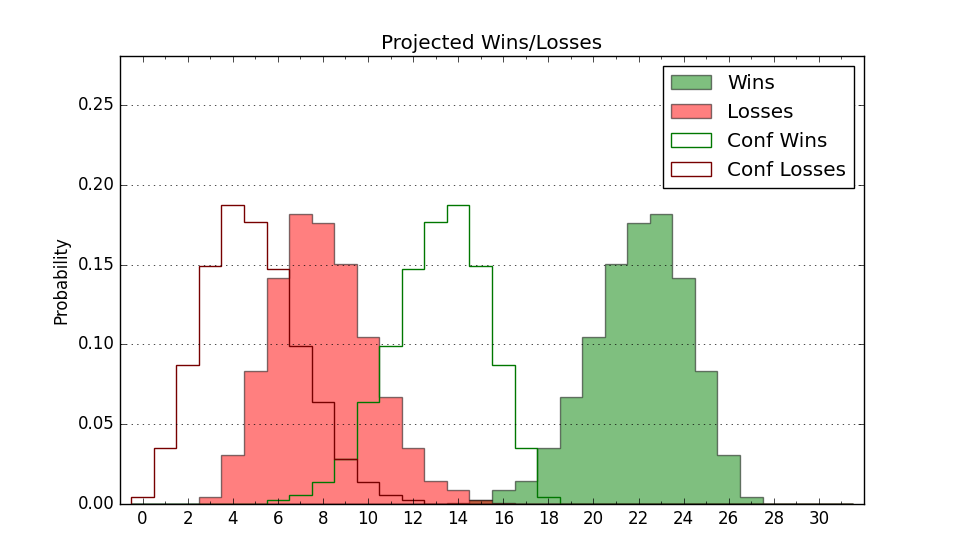 Projected Wins/Losses
Wins
Losses
Conf Wins
Conf Losses
Probability
0.25
0.20
0.15
0.10
0.05
0.00
0 2 4 6 8 10 12 14 16 18 20 22 24 26 28 30